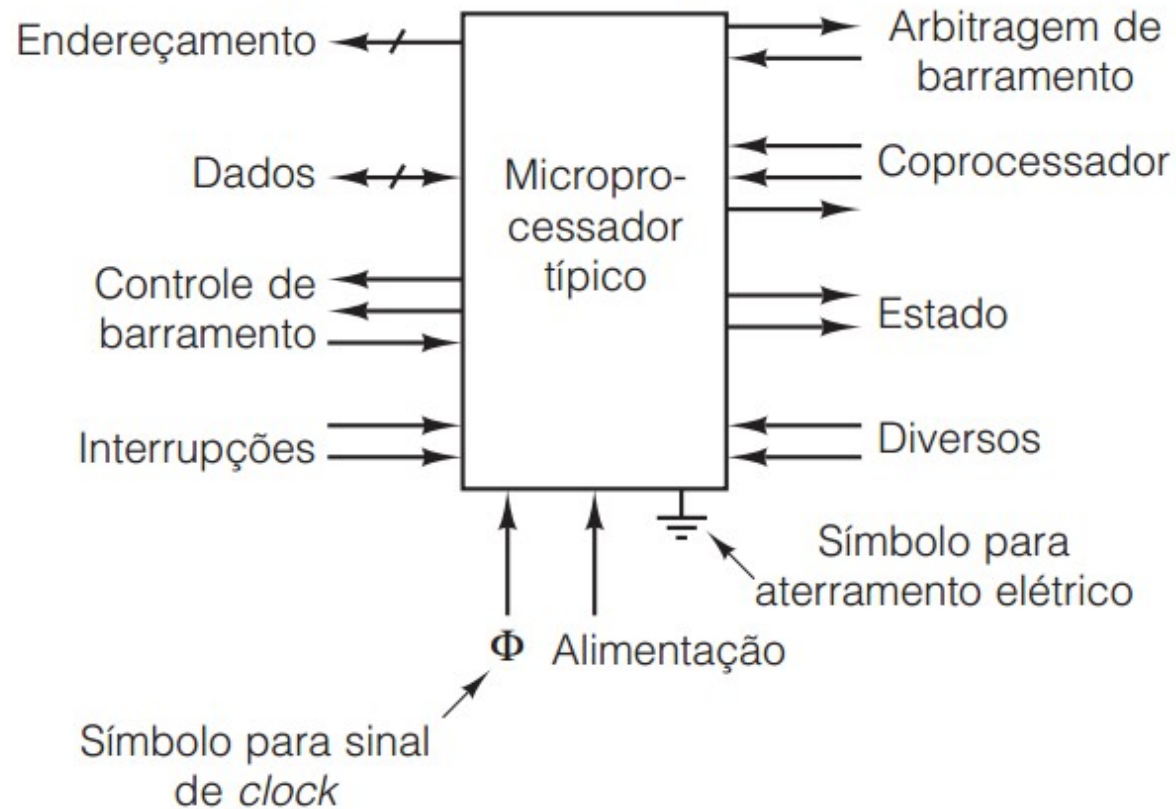 Endereçamento
Dados
Controle de
barramento
Interrupções
Micropro-
cessador
típico
Arbitragem de
barramento
Coprocessador
Estado
Diversos
Símbolo para
aterramento elétrico
Φ
Alimentação
Símbolo para sinal
de clock